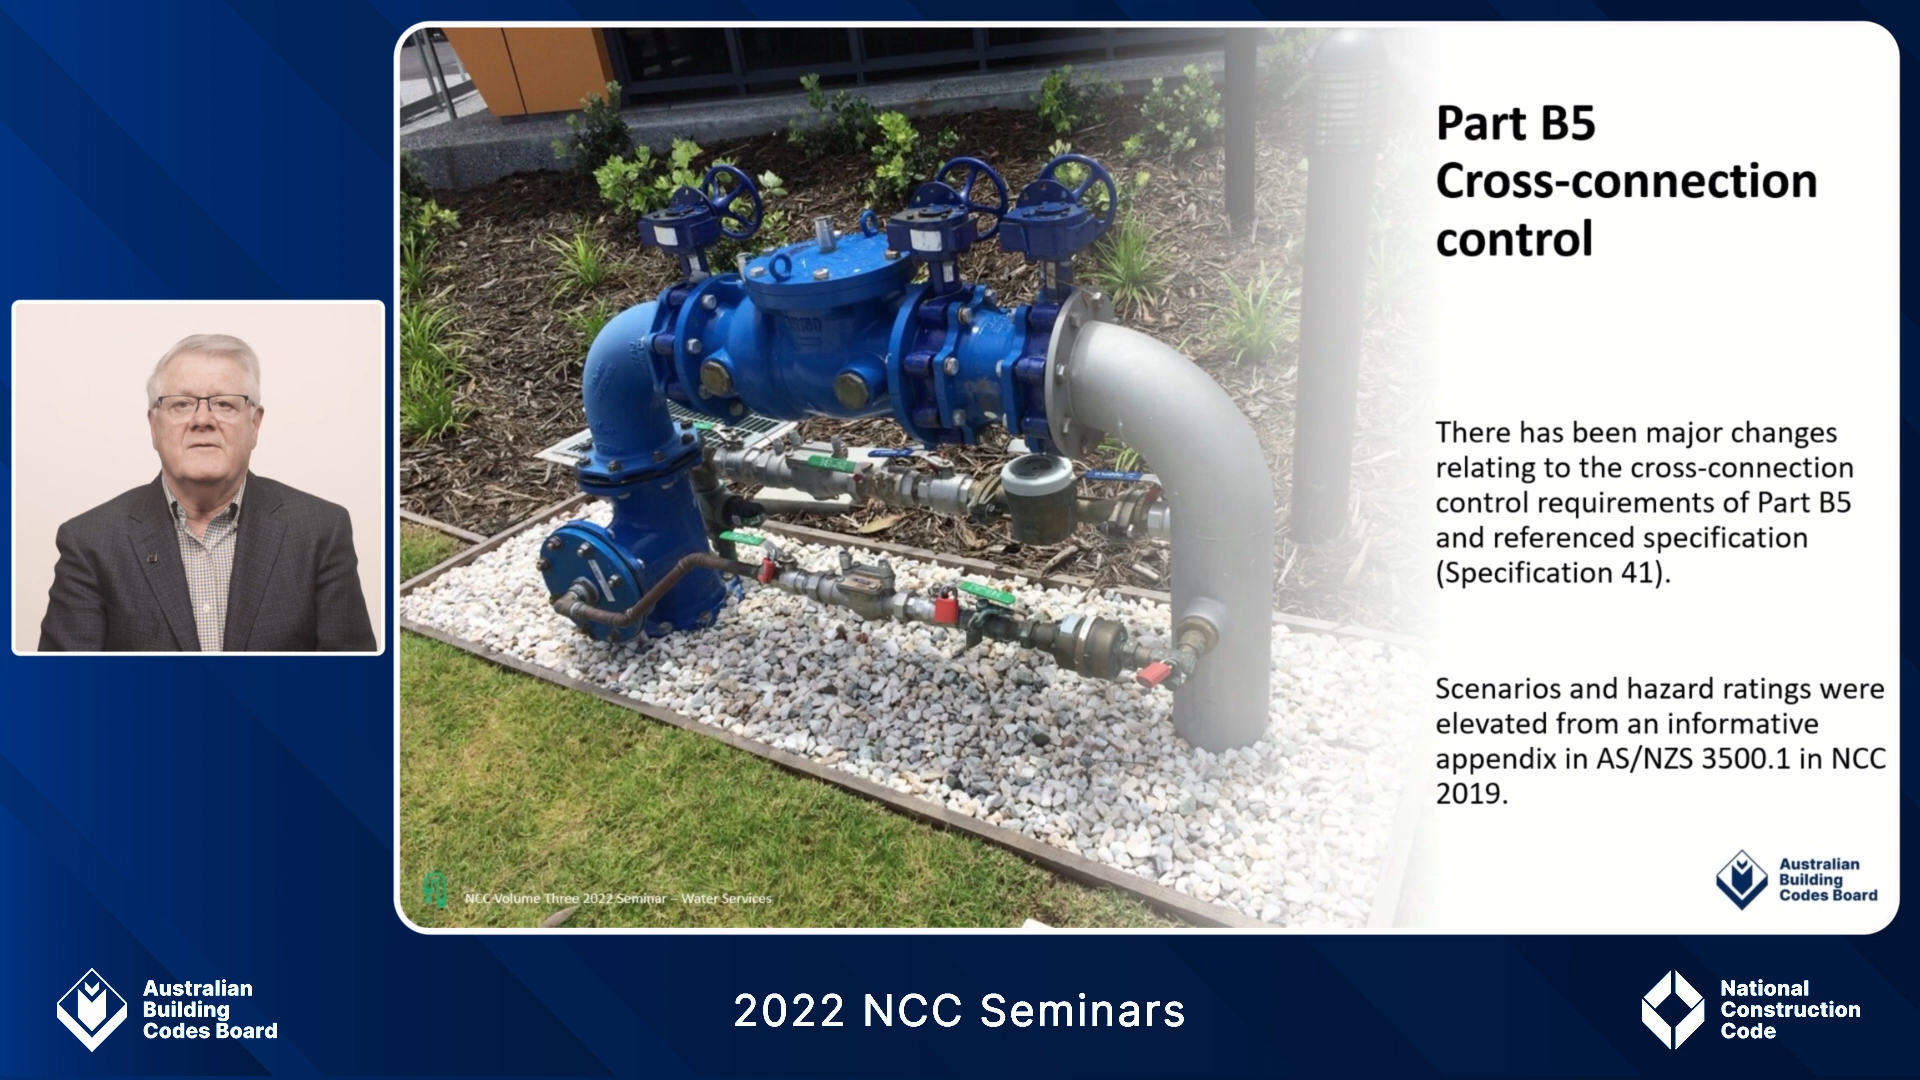 Part B5
Cross-connection
control
There has been major changes
relating to the cross-connection
control requirements of Part B5
and referenced specification
(Specification 41).
Scenarios and hazard ratings were
elevated from an informative
appendix in AS/NZS 3500.1 in NCC
2019.
Australian
Building
Codes Board
NCC Volume Three 2022 Seminar – Water Services
Australian
Building
Codes Board
2022 NCC Seminars
National
Construction
Code